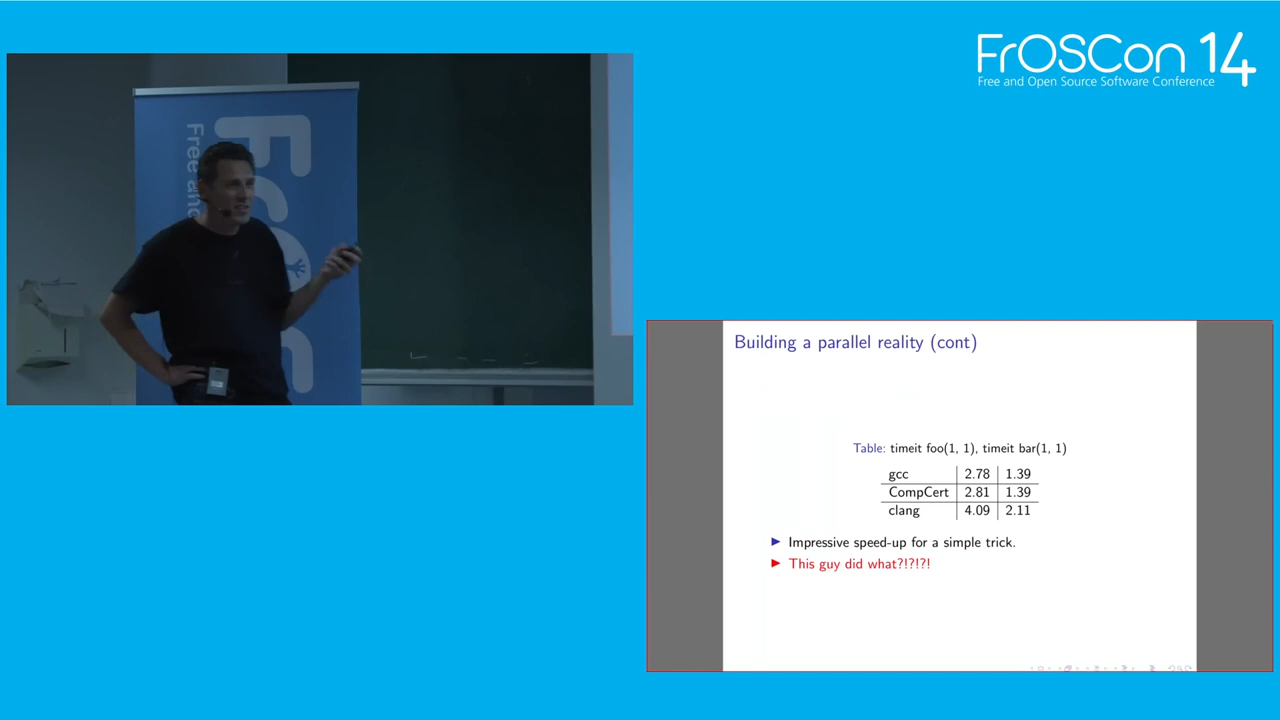 FrOSCon 14
Free and Open Source Software Conference
Free and
Building a parallel reality (cont)
Table: timeit foo(1, 1), timeit bar(1, 1)
gcc 2.78 1.39
CompCert 2.81 1.39
clang 4.09 2.11
► Impressive speed-up for a simple trick.
► This guy did what?!?!?!